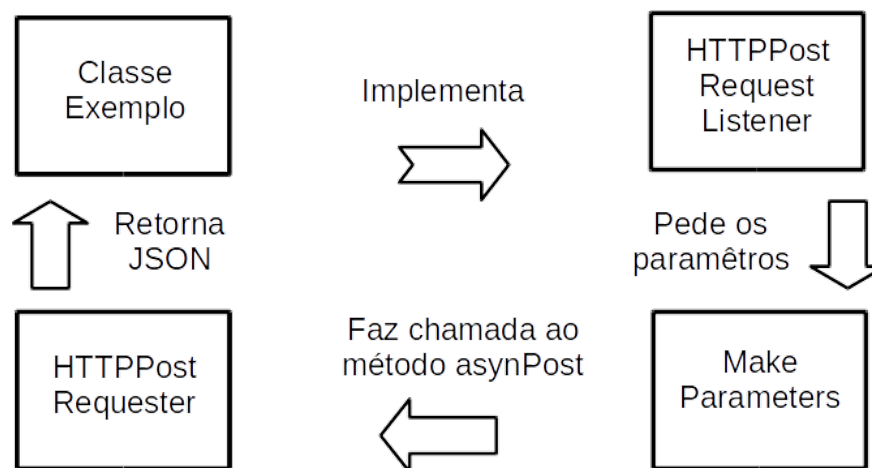 Classe
Exemplo
Implementa
HTTPPost
Request
Listener
Retorna
JSON
Pede os
paramêtros
HTTPPost
Requester
Faz chamada ao
método asynPost
Make
Parameters